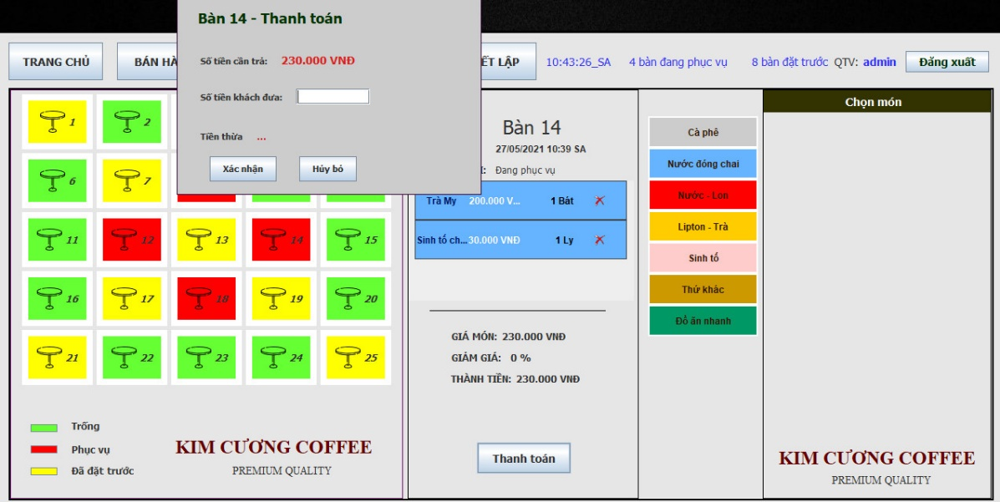 Bàn 14 - Thanh toán
Số tiền cần trả: 230.000 VNĐ
Số tiền khách đưa:
Tiền thừa ...
Xác nhận Hủy bỏ
TRANG CHỦ BÁN HÀ ẾT LẬP 10:43:26_SA 4 bàn đang phục vụ 8 bàn đặt trước QTV: admin Đăng xuất
1 2
6 7
11 12 13 14 15
16 17 18 19 20
21 22 23 24 25
Trống
Phục vụ
Đã đặt trước
KIM CƯƠNG COFFEE
PREMIUM QUALITY
Bàn 14
27/05/2021 10:39 SA
Đang phục vụ
Trà My 200.000 V... 1 Bát
Sinh tố ch... 30.000 VNĐ 1 Ly
GIÁ MÓN: 230.000 VNĐ
GIẢM GIÁ: 0 %
THÀNH TIỀN: 230.000 VNĐ
Thanh toán
Cà phê
Nước đóng chai
Nước - Lon
Lipton - Trà
Sinh tố
Thứ khác
Đồ ăn nhanh
Chọn món
KIM CƯƠNG COFFEE
PREMIUM QUALITY